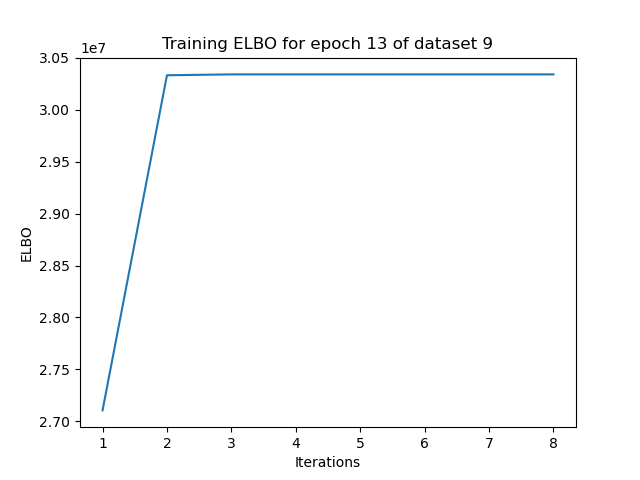 Training ELBO for epoch 13 of dataset 9
1e7
3.05
3.00
2.95
2.90
2.85
2.80
2.75
2.70
ELBO
1 2 3 4 5 6 7 8
Iterations